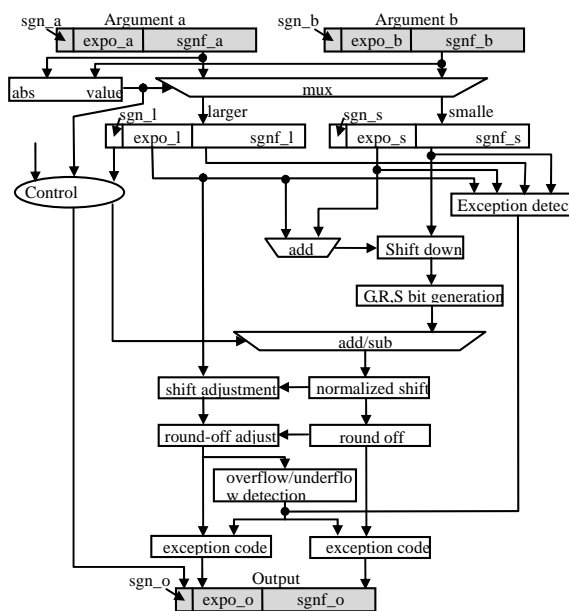 Argument a
Argument b
sgn_a
sgn_b
expo_a
sgnf_a
expo_b
sgnf_b
abs value
mux
sgn_l
larger
sgn_s
smalle
expo_l
sgnf_l
expo_s
sgnf_s
Control
Exception detec
add
Shift down
G,R,S bit generation
add/sub
shift adjustment
normalized shift
round-off adjust
round off
overflow/underflo
w detection
exception code
exception code
Output
sgn_o
expo_o
sgnf_o